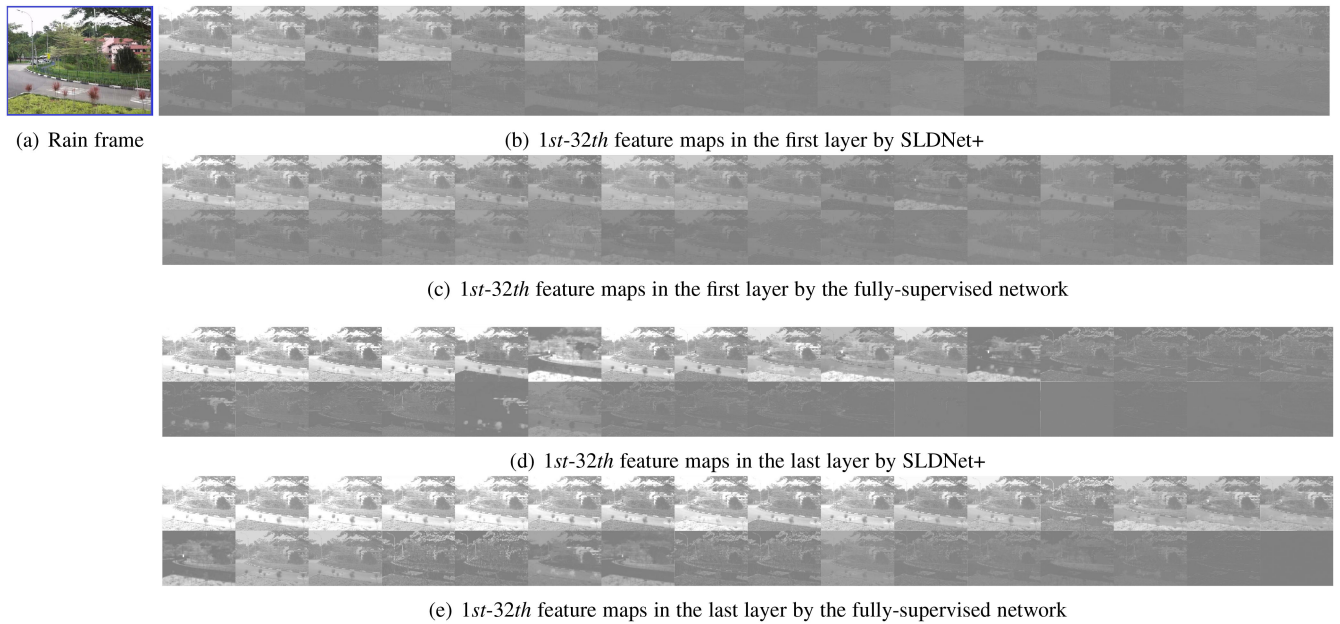 (a) Rain frame
(b) 1st-32th feature maps in the first layer by SLDNet+
(c) 1st-32th feature maps in the first layer by the fully-supervised network
(d) 1st-32th feature maps in the last layer by SLDNet+
(e) 1st-32th feature maps in the last layer by the fully-supervised network